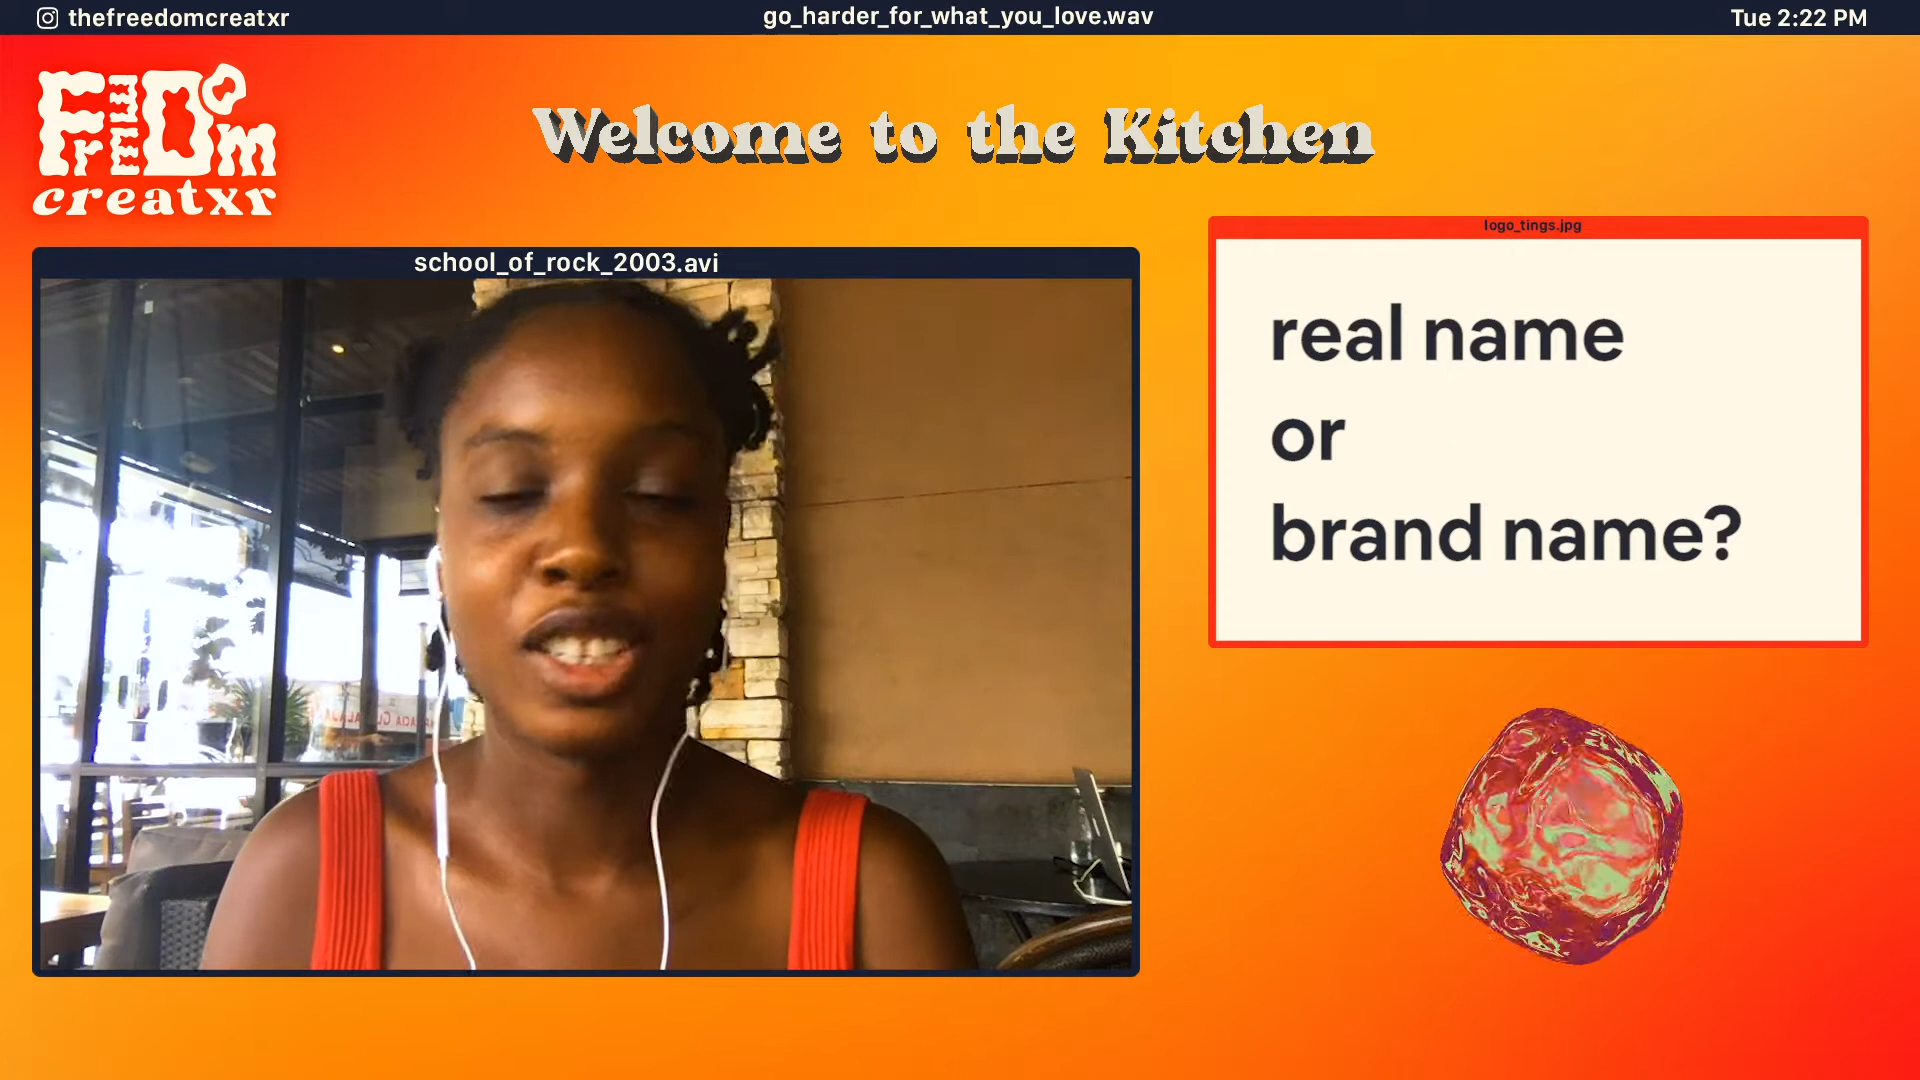 thefreedomcreatxr
go_harder_for_what_you_love.wav
Tue 2:22 PM
FREEDOM
creatxr
Welcome to the Kitchen
school_of_rock_2003.avi
logo_tings.jpg
real name
or
brand name?